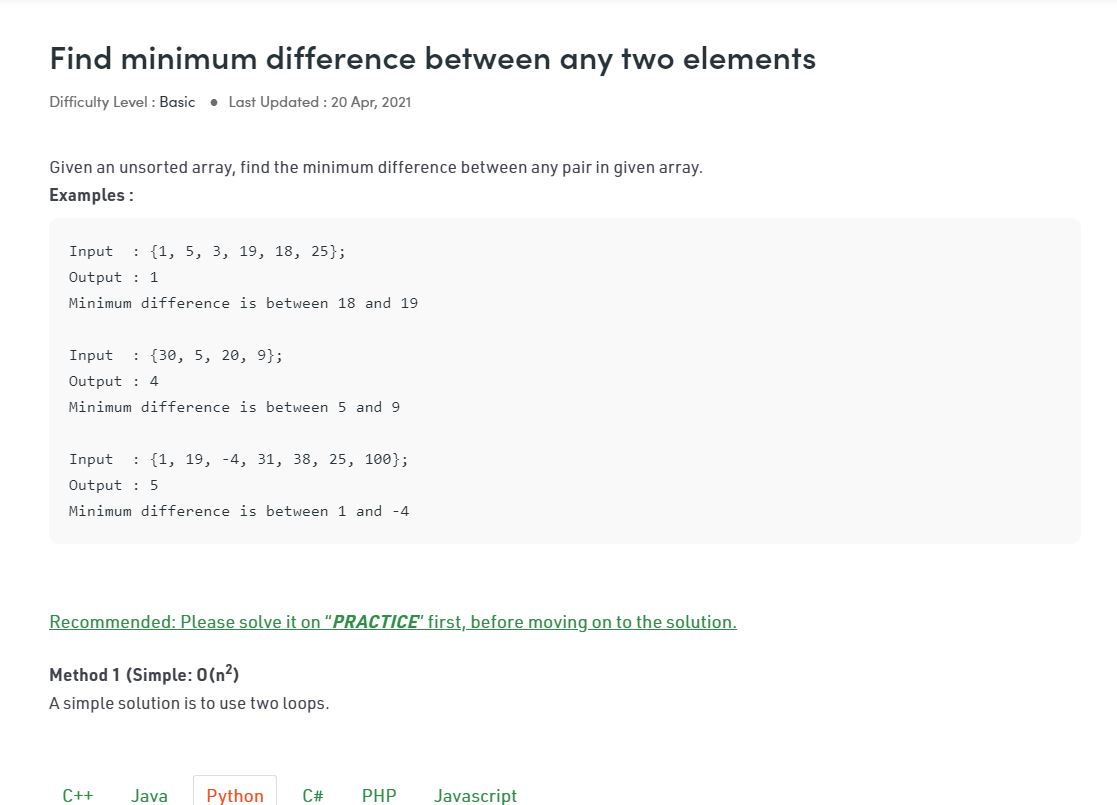 Find minimum difference between any two elements
Difficulty Level : Basic ● Last Updated : 20 Apr, 2021
Given an unsorted array, find the minimum difference between any pair in given array.
Examples :
Input  : {1, 5, 3, 19, 18, 25};
Output : 1
Minimum difference is between 18 and 19
Input  : {30, 5, 20, 9};
Output : 4
Minimum difference is between 5 and 9
Input  : {1, 19, -4, 31, 38, 25, 100};
Output : 5
Minimum difference is between 1 and -4
Recommended: Please solve it on “PRACTICE” first, before moving on to the solution.
Method 1 (Simple: O(n²)
A simple solution is to use two loops.
C++ Java Python C# PHP Javascript